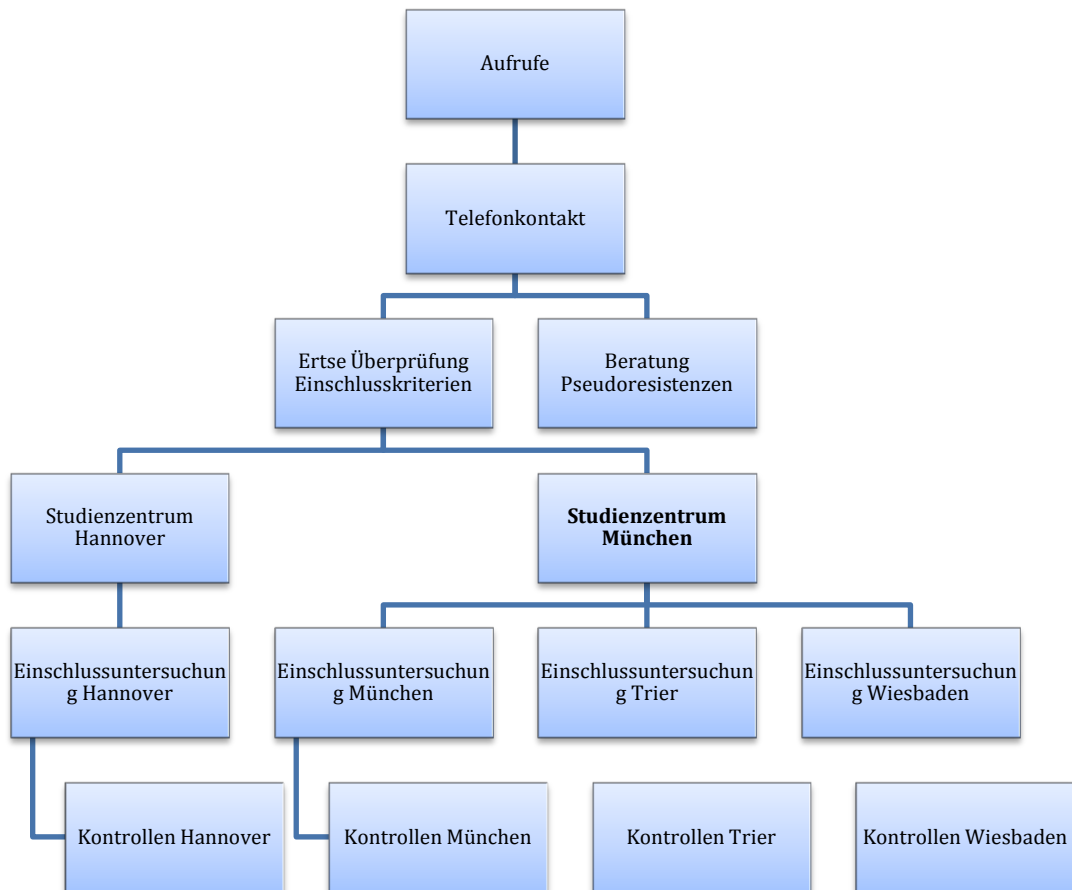 Aufrufe
Telefonkontakt
Ertse Überprüfung
Einschlusskriterien
Beratung
Pseudoresistenzen
Studienzentrum
Hannover
Studienzentrum
München
Einschlussuntersuchun
g Hannover
Einschlussuntersuchun
g München
Einschlussuntersuchun
g Trier
Einschlussuntersuchun
g Wiesbaden
Kontrollen Hannover
Kontrollen München
Kontrollen Trier
Kontrollen Wiesbaden